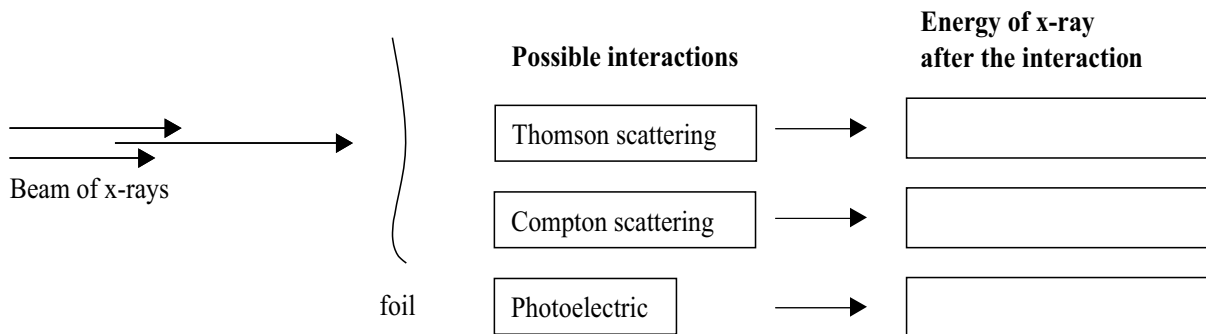 Possible interactions
Energy of x-ray
after the interaction
Thomson scattering
Beam of x-rays
Compton scattering
foil
Photoelectric